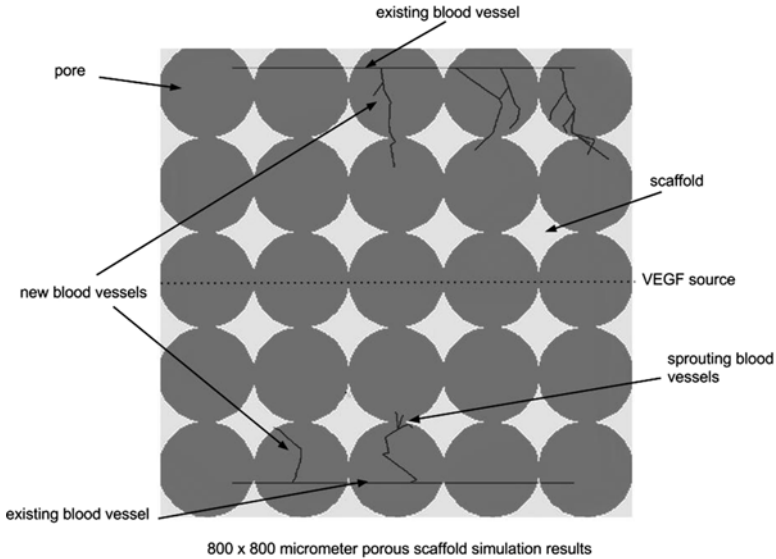 existing blood vessel
pore
scaffold
VEGF source
new blood vessels
sprouting blood
vessels
existing blood vessel
800 x 800 micrometer porous scaffold simulation results